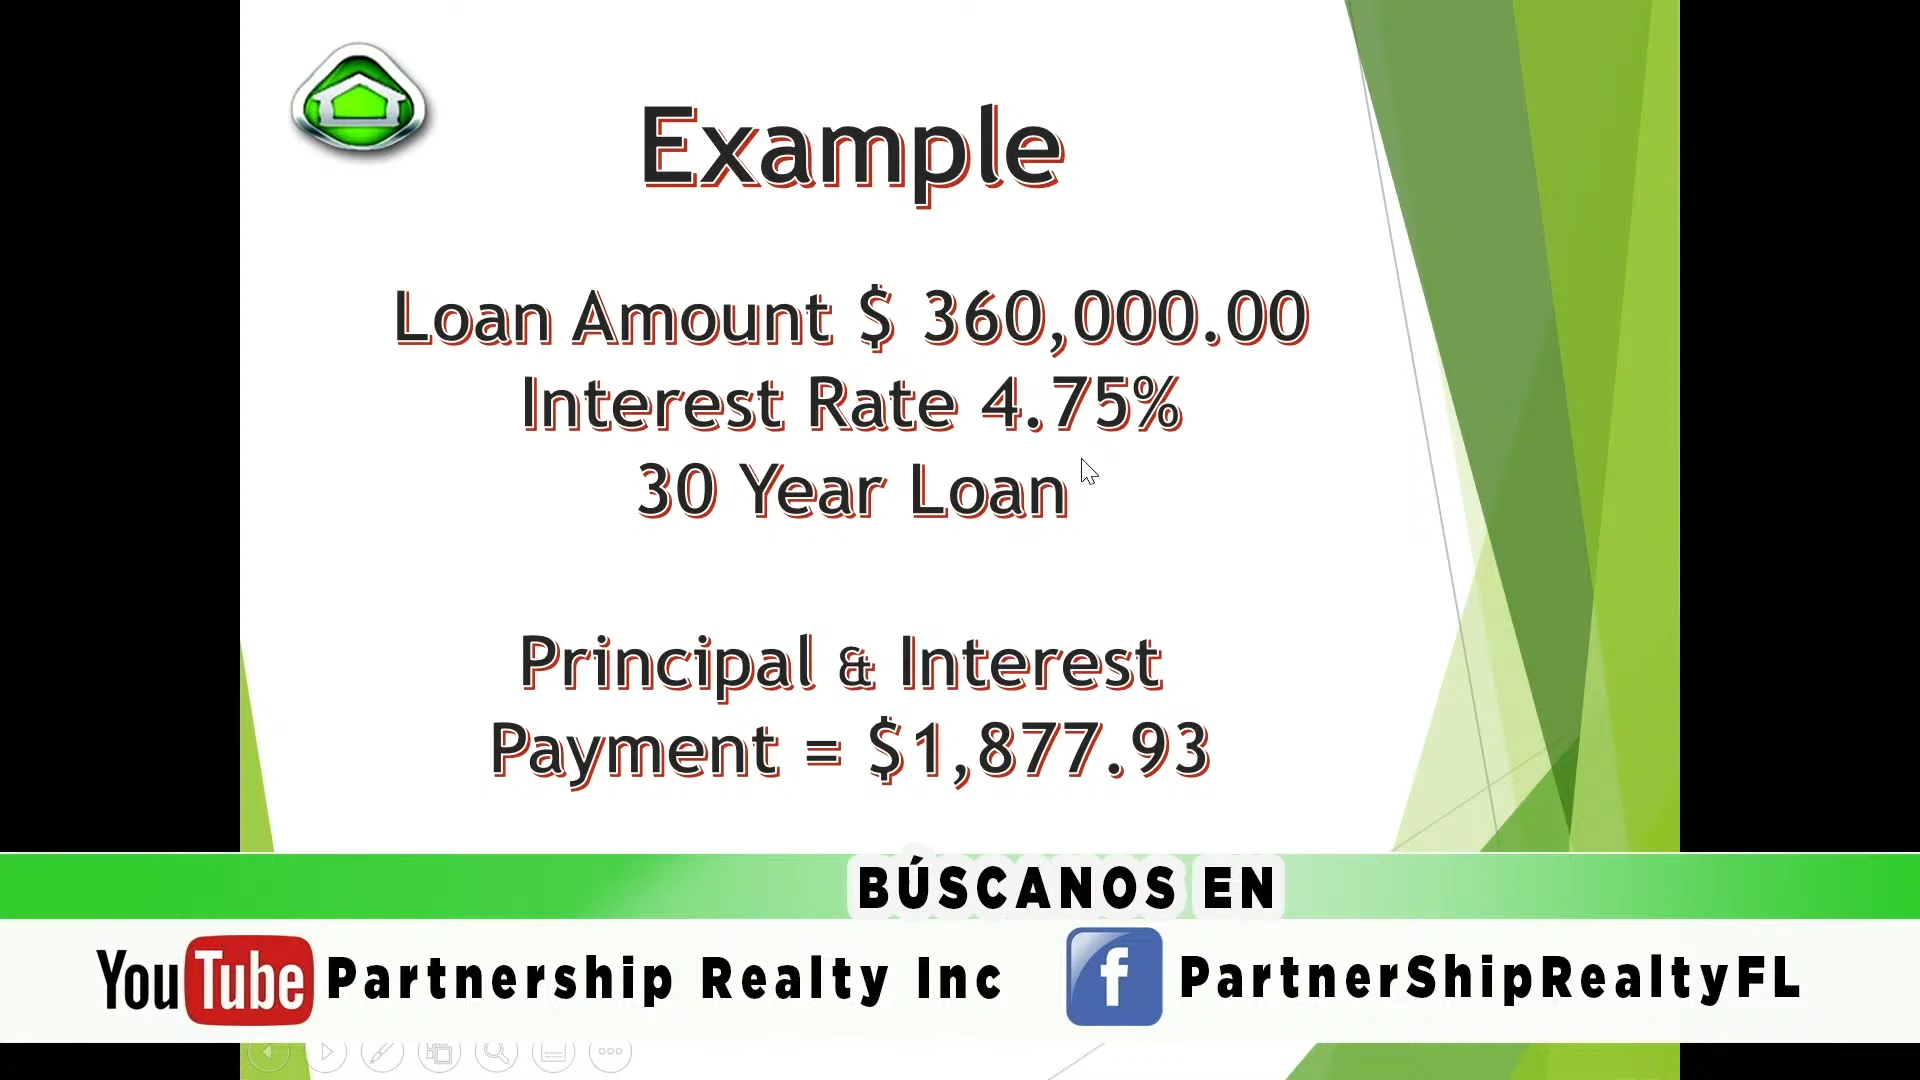 Example
Loan Amount $ 360,000.00
Interest Rate 4.75%
30 Year Loan
Principal & Interest
Payment = $1,877.93
BÚSCANOS EN
YouTube Partnership Realty Inc
f PartnerShipRealtyFL